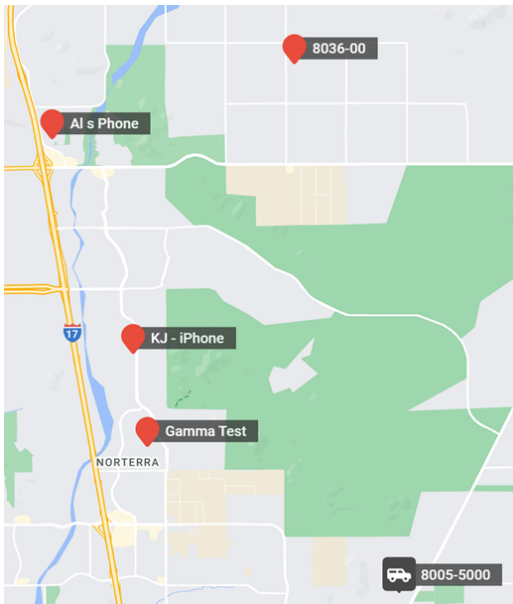 8036-00
Al s Phone
17
KJ - iPhone
Gamma Test
NORTERRA
8005-5000